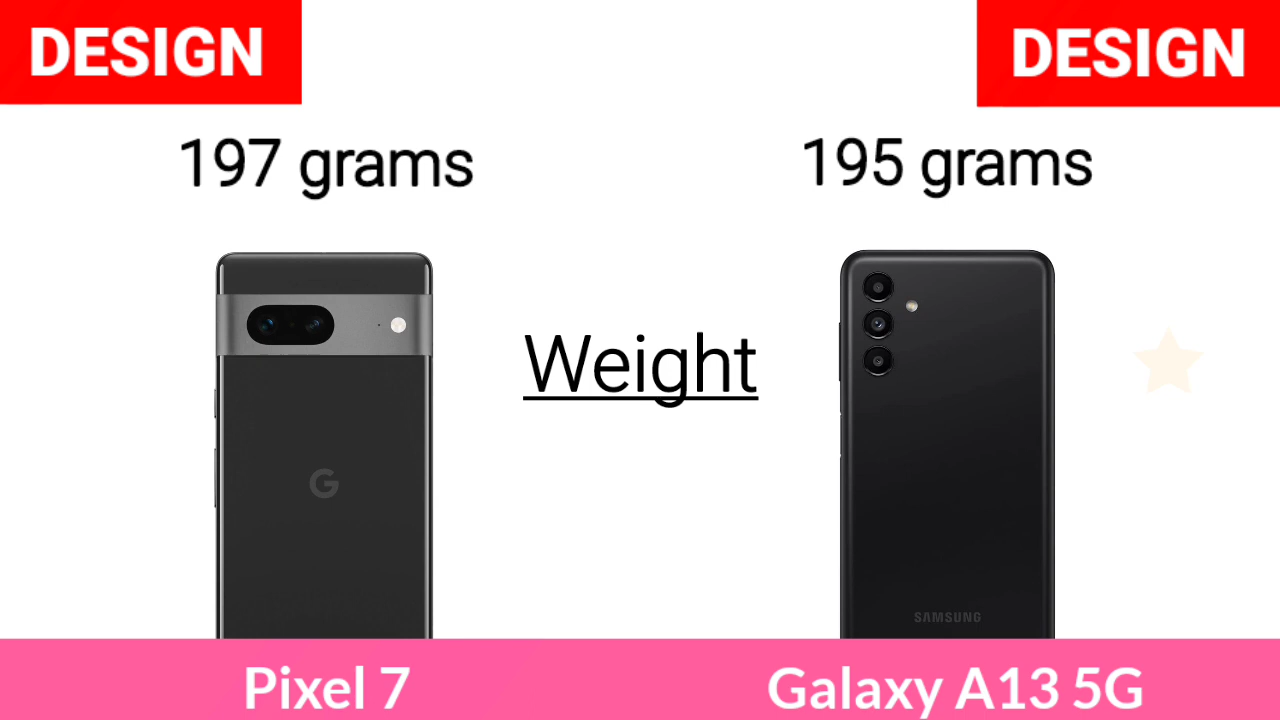 DESIGN
DESIGN
197 grams
195 grams
Weight
G
SAMSUNG
Pixel 7
Galaxy A13 5G